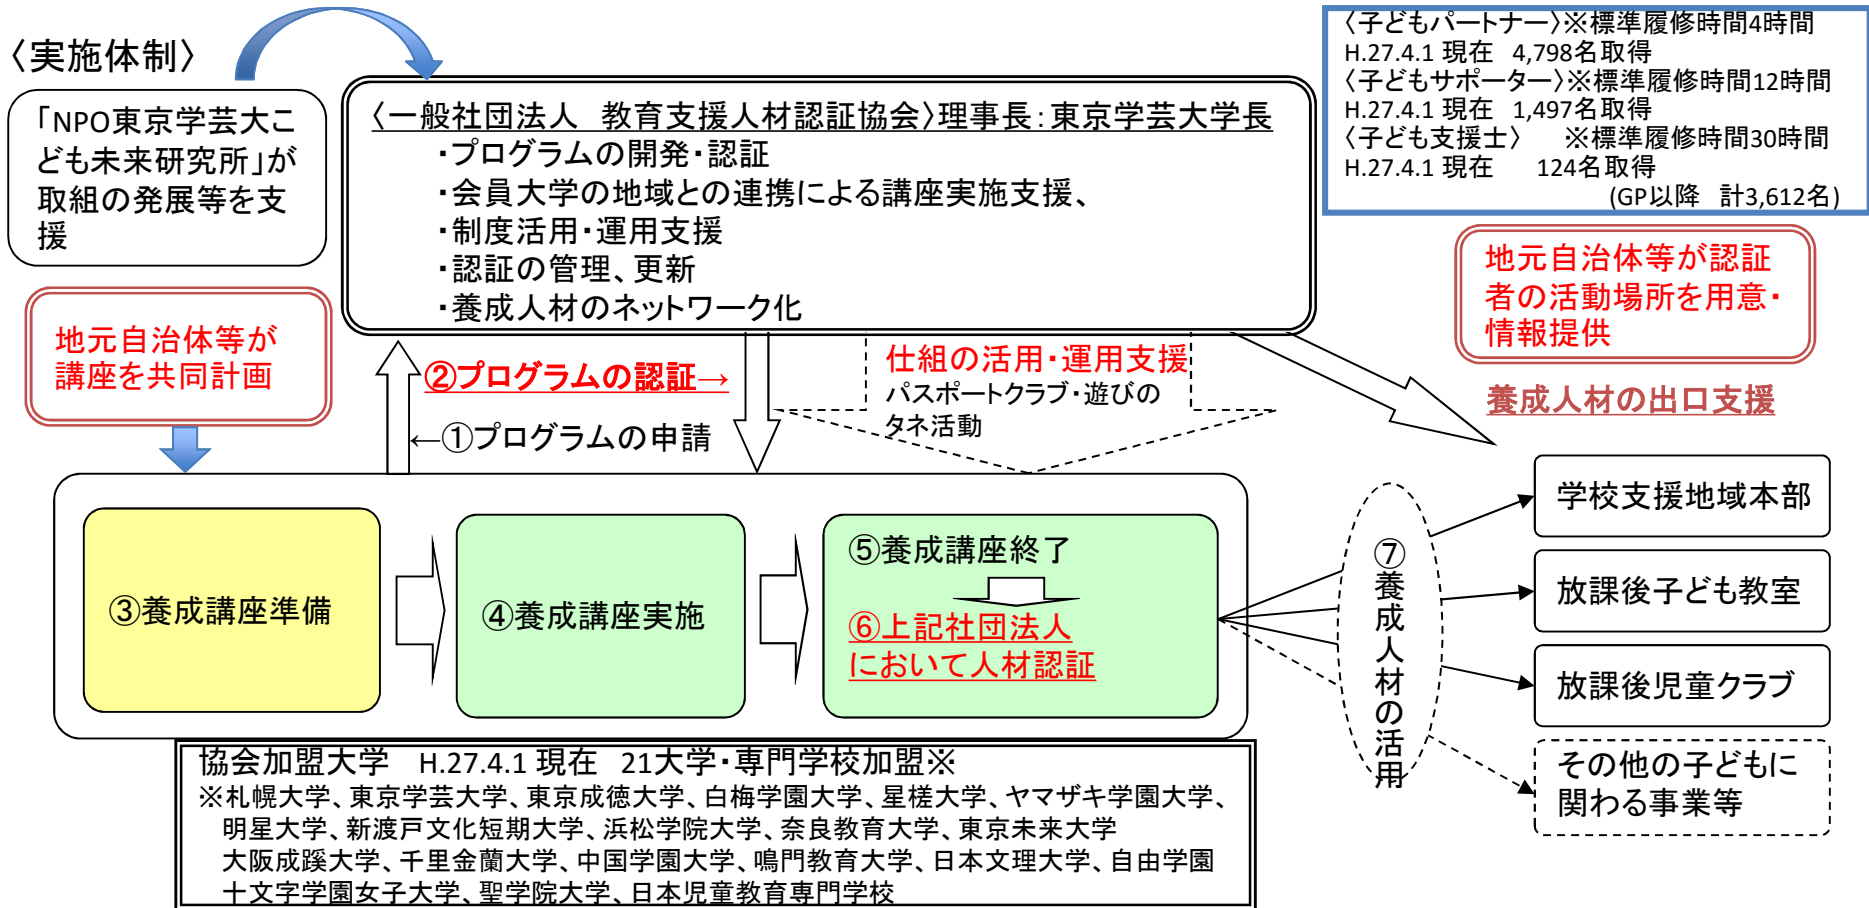 〈実施体制〉
「NPO東京学芸大こ
ども未来研究所」が
取組の発展等を支
援
〈一般社団法人　教育支援人材認証協会〉理事長：東京学芸大学長
・プログラムの開発・認証
・会員大学の地域との連携による講座実施支援、
・制度活用・運用支援
・認証の管理、更新
・養成人材のネットワーク化
〈子どもパートナー〉※標準履修時間4時間
H.27.4.1 現在　4,798名取得
〈子どもサポーター〉※標準履修時間12時間
H.27.4.1 現在　1,497名取得
〈子ども支援士〉　※標準履修時間30時間
H.27.4.1 現在　　124名取得
(GP以降　計3,612名)
地元自治体等が
講座を共同計画
地元自治体等が認証
者の活動場所を用意・
情報提供
②プログラムの認証→
←①プログラムの申請
仕組の活用・運用支援
パスポートクラブ・遊びの
タネ活動
養成人材の出口支援
③養成講座準備
④養成講座実施
⑤養成講座終了
⑥上記社団法人
において人材認証
⑦養成人材の活用
学校支援地域本部
放課後子ども教室
放課後児童クラブ
その他の子どもに
関わる事業等
協会加盟大学　H.27.4.1 現在　21大学・専門学校加盟※
※札幌大学、東京学芸大学、東京成徳大学、白梅学園大学、星槎大学、ヤマザキ学園大学、
明星大学、新渡戸文化短期大学、浜松学院大学、奈良教育大学、東京未来大学
大阪成蹊大学、千里金蘭大学、中国学園大学、鳴門教育大学、日本文理大学、自由学園
十文字学園女子大学、聖学院大学、日本児童教育専門学校